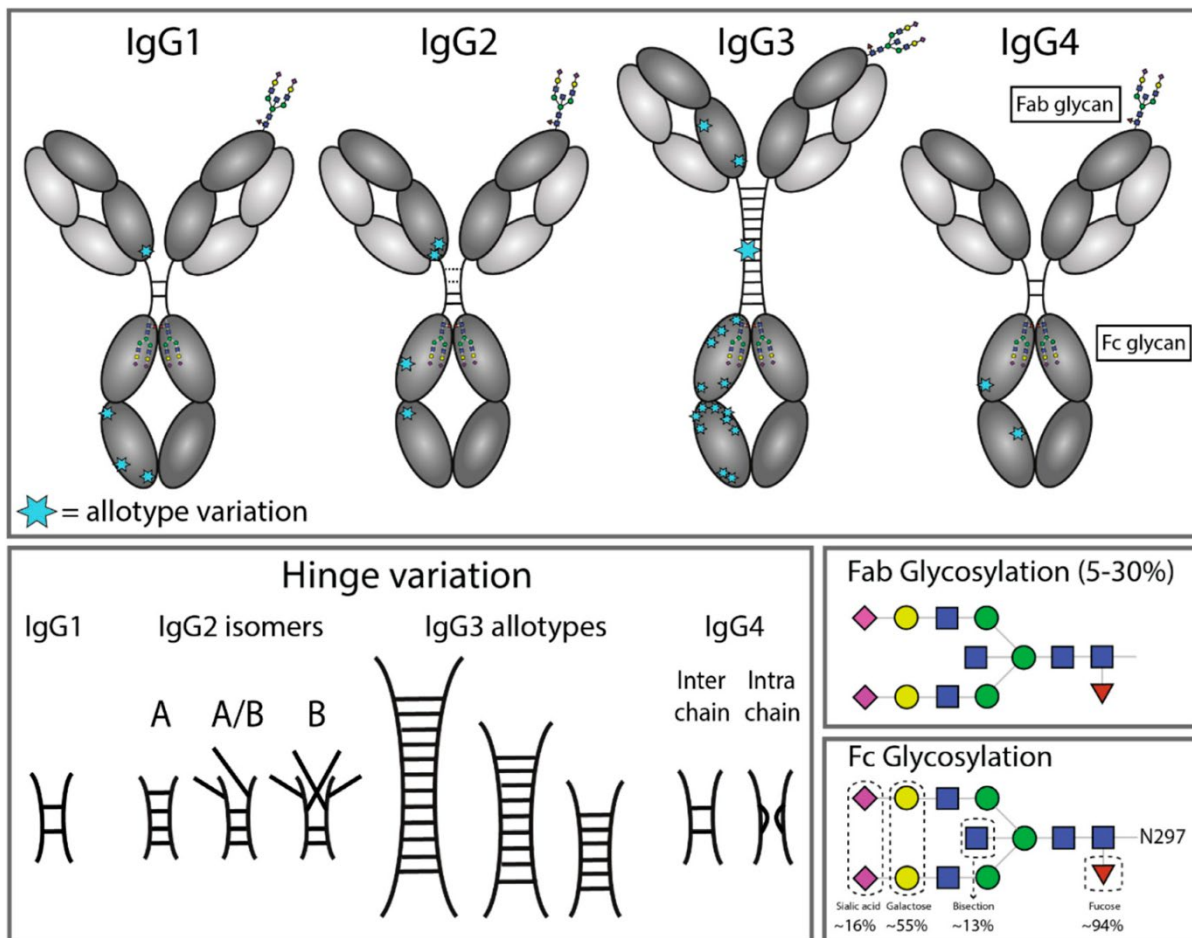 IgG1
IgG2
IgG3
IgG4
Fab glycan
Fc glycan
= allotype variation
Hinge variation
IgG1
IgG2 isomers
IgG3 allotypes
IgG4
A
A/B
B
Inter
chain
Intra
chain
Fab Glycosylation (5-30%)
Fc Glycosylation
N297
Sialic acid
Galactose
Bisection
Fucose
~16%
~55%
~13%
~94%